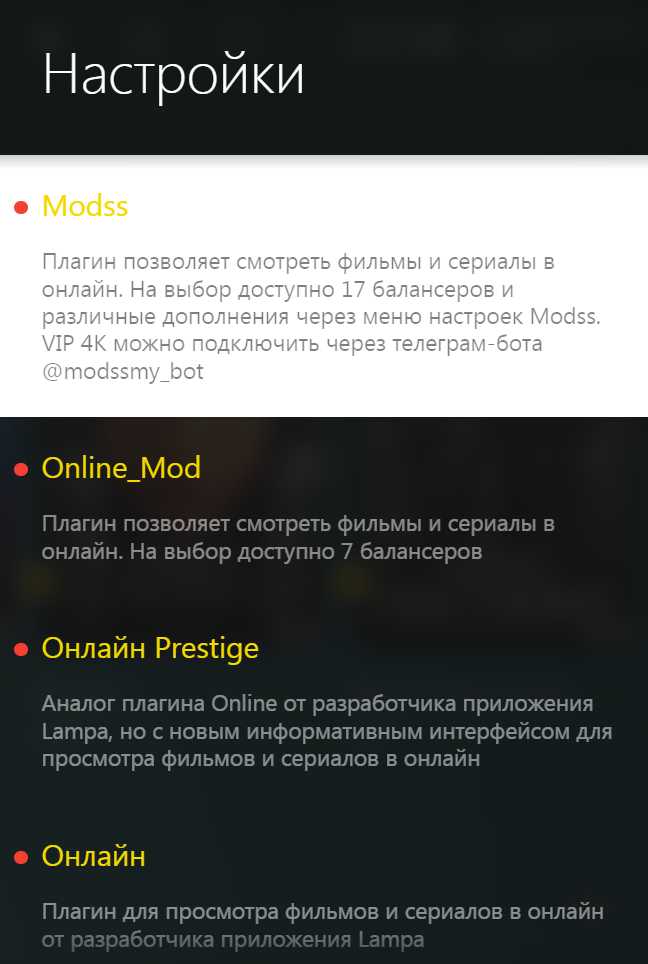 Настройки
Modss
Плагин позволяет смотреть фильмы и сериалы в
онлайн. На выбор доступно 17 балансеров и
различные дополнения через меню настроек Modss.
VIP 4K можно подключить через телеграм-бота
@modssmy_bot
Online_Mod
Плагин позволяет смотреть фильмы и сериалы в
онлайн. На выбор доступно 7 балансеров
Онлайн Prestige
Аналог плагина Online от разработчика приложения
Lampa, но с новым информативным интерфейсом для
просмотра фильмов и сериалов в онлайн
Онлайн
Плагин для просмотра фильмов и сериалов в онлайн
от разработчика приложения Lampa